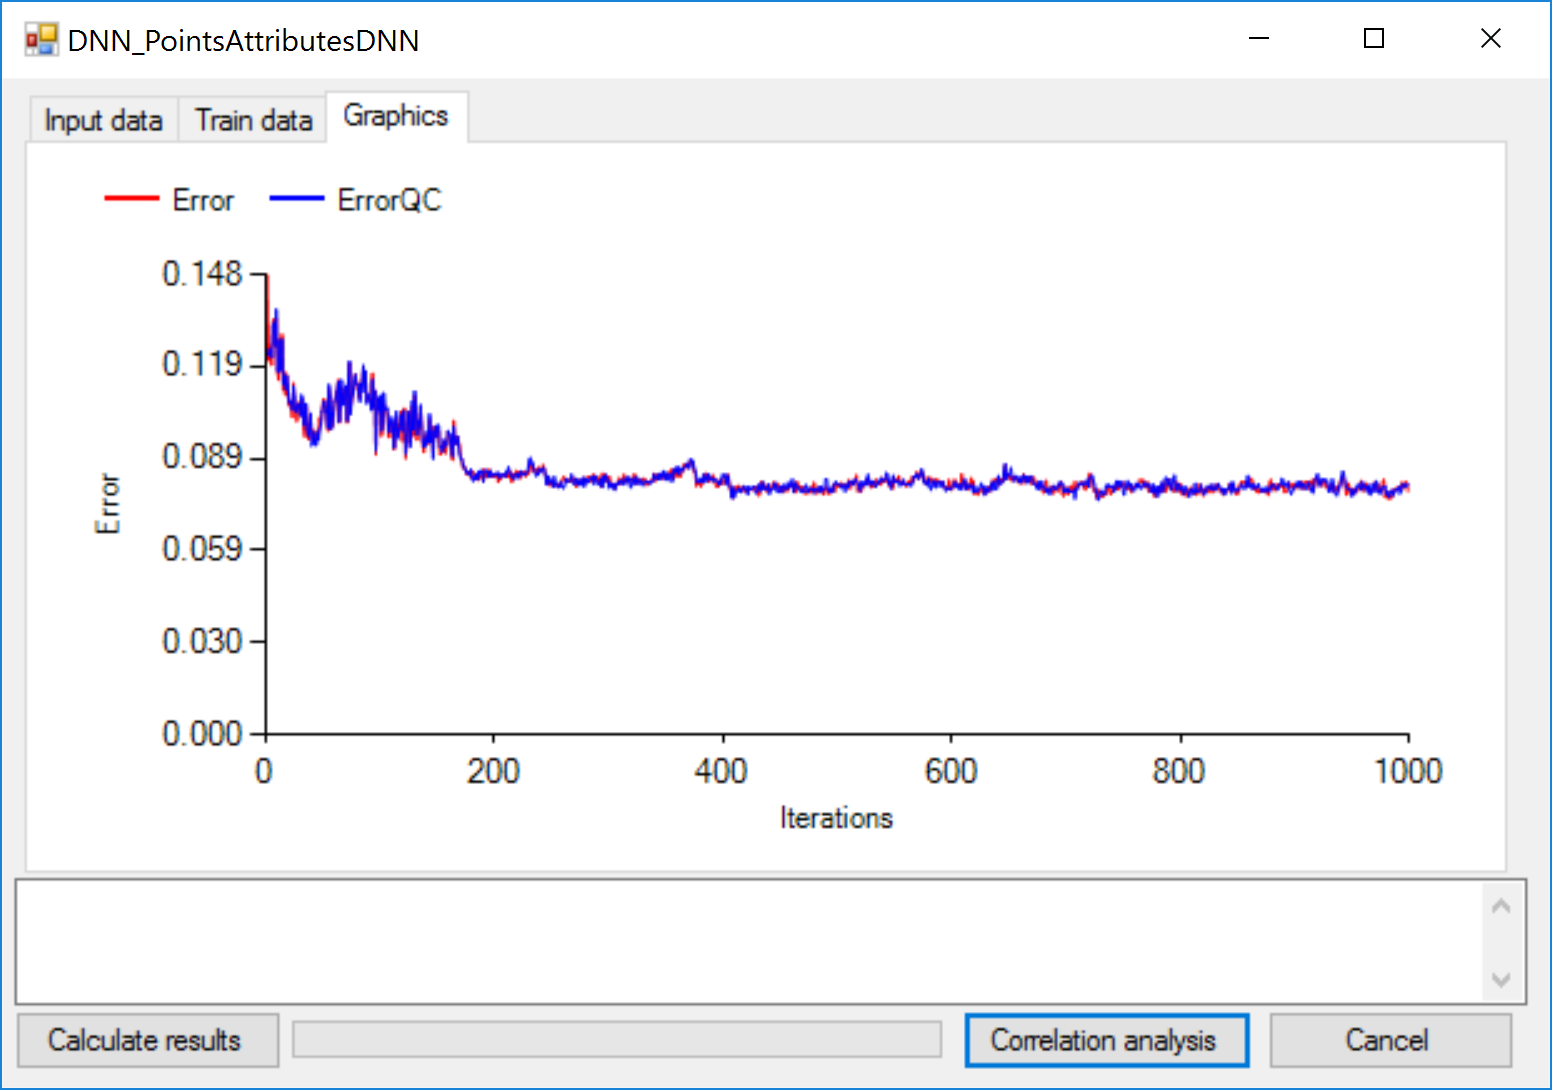 DNN_PointsAttributesDNN
Input data Train data Graphics
Error ErrorQC
0.148
0.119
0.089
0.059
0.030
0.000
Error
0 200 400 600 800 1000
Iterations
Calculate results Correlation analysis Cancel